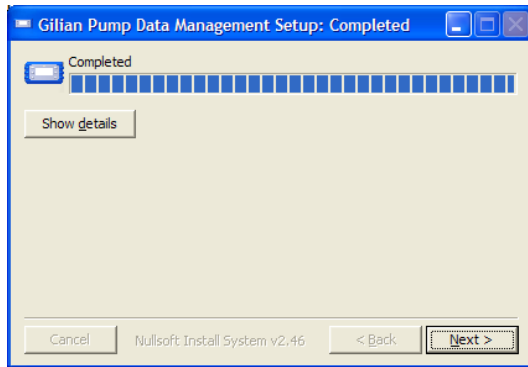 Gilian Pump Data Management Setup: Completed
Completed
Show details
Cancel
Nullsoft Install System v2.46
< Back
Next >